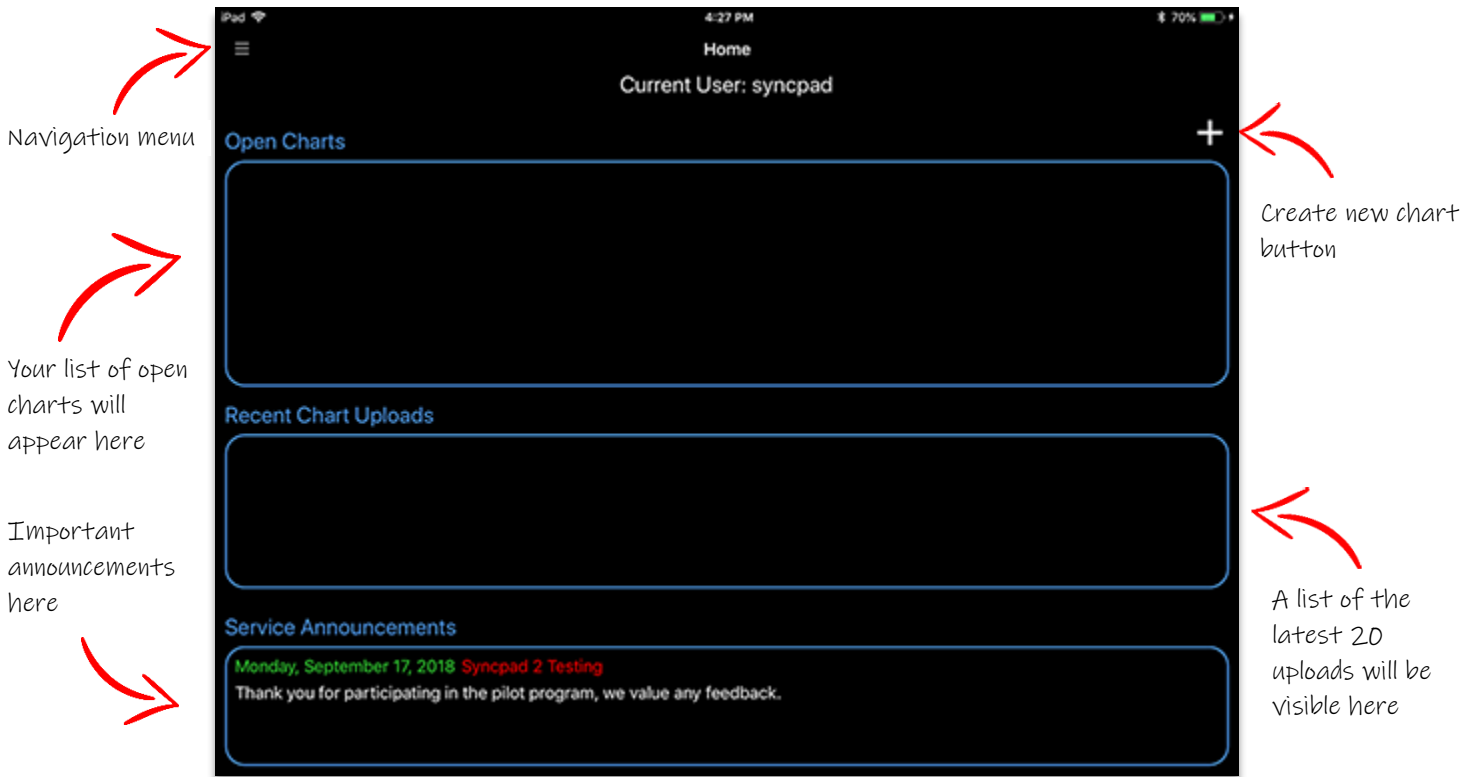 iPad 4:27 PM 70%
Home
Current User: syncpad
Navigation menu
Open Charts +
Create new chart
button
Your list of open
charts will
appear here
Recent Chart Uploads
A list of the
latest 20
uploads will be
visible here
Important
announcements
here
Service Announcements
Monday, September 17, 2018 Syncpad 2 Testing
Thank you for participating in the pilot program, we value any feedback.